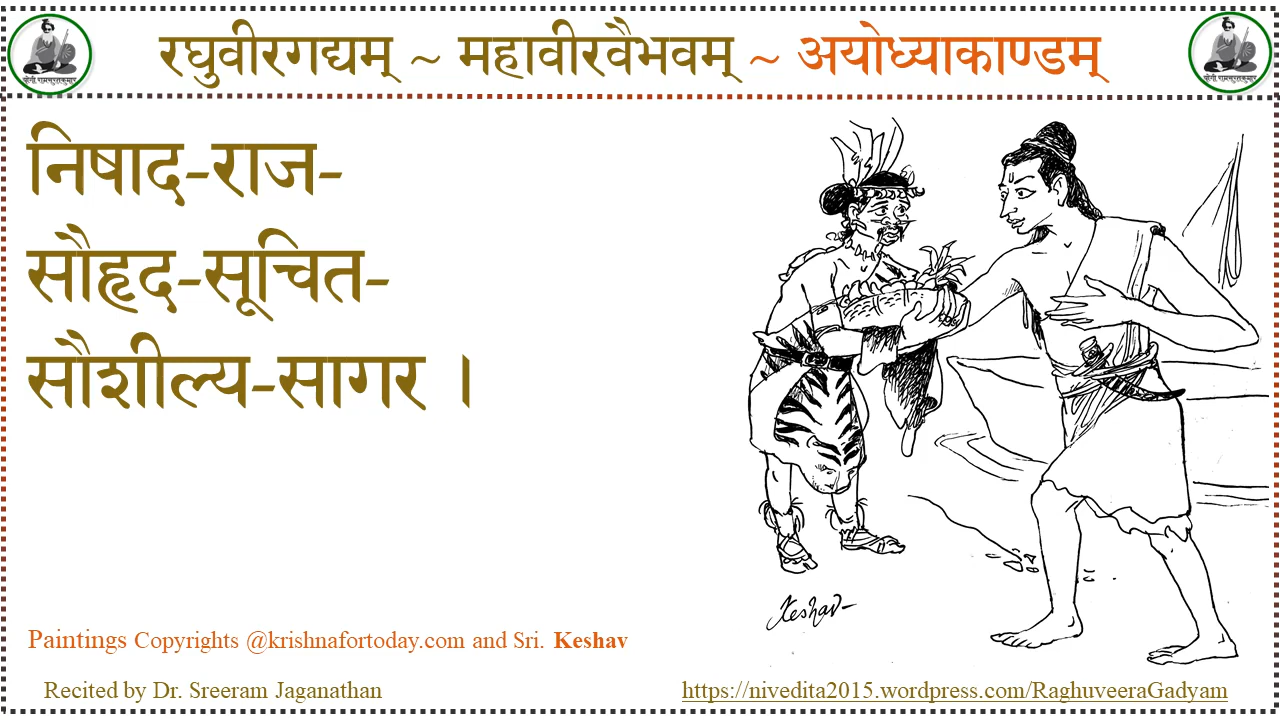 रघुवीरगद्यम् ~ महावीरवैभवम् ~ अयोध्याकाण्डम्
निषाद-राज-
सौहृद-सूचित-
सौशील्य-सागर ।
Keshav
Paintings Copyrights @krishnafortoday.com and Sri. Keshav
Recited by Dr. Sreeram Jaganathan
https://nivedita2015.wordpress.com/RaghuveeraGadyam